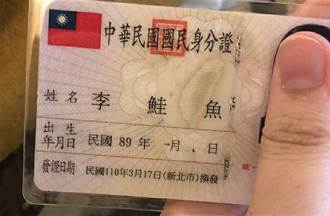 中華民國國民身分證
姓名 李鮭魚
出生年月日 民國 89 年 一月 日
發證日期 民國110年3月17日(新北市)換發